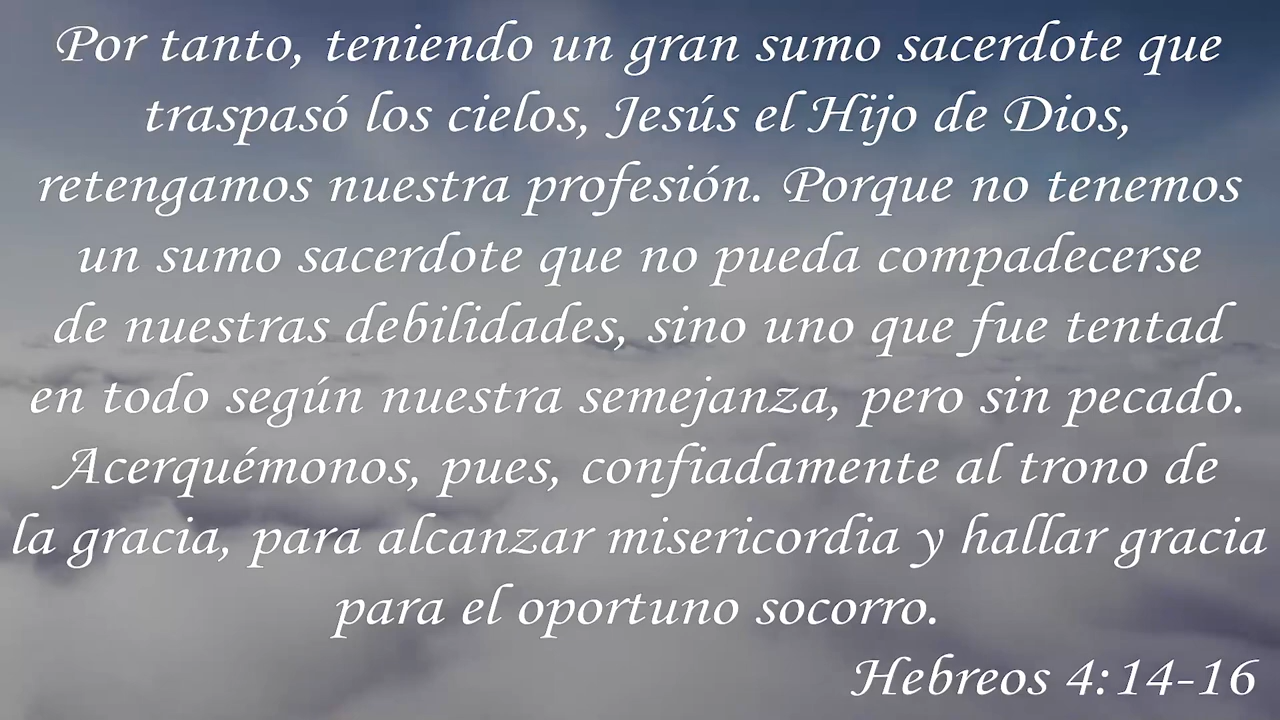 Por tanto, teniendo un gran sumo sacerdote que
traspasó los cielos, Jesús el Hijo de Dios,
retengamos nuestra profesión. Porque no tenemos
un sumo sacerdote que no pueda compadecerse
de nuestras debilidades, sino uno que fue tentad
en todo según nuestra semejanza, pero sin pecado.
Acerquémonos, pues, confiadamente al trono de
la gracia, para alcanzar misericordia y hallar gracia
para el oportuno socorro.
Hebreos 4:14-16